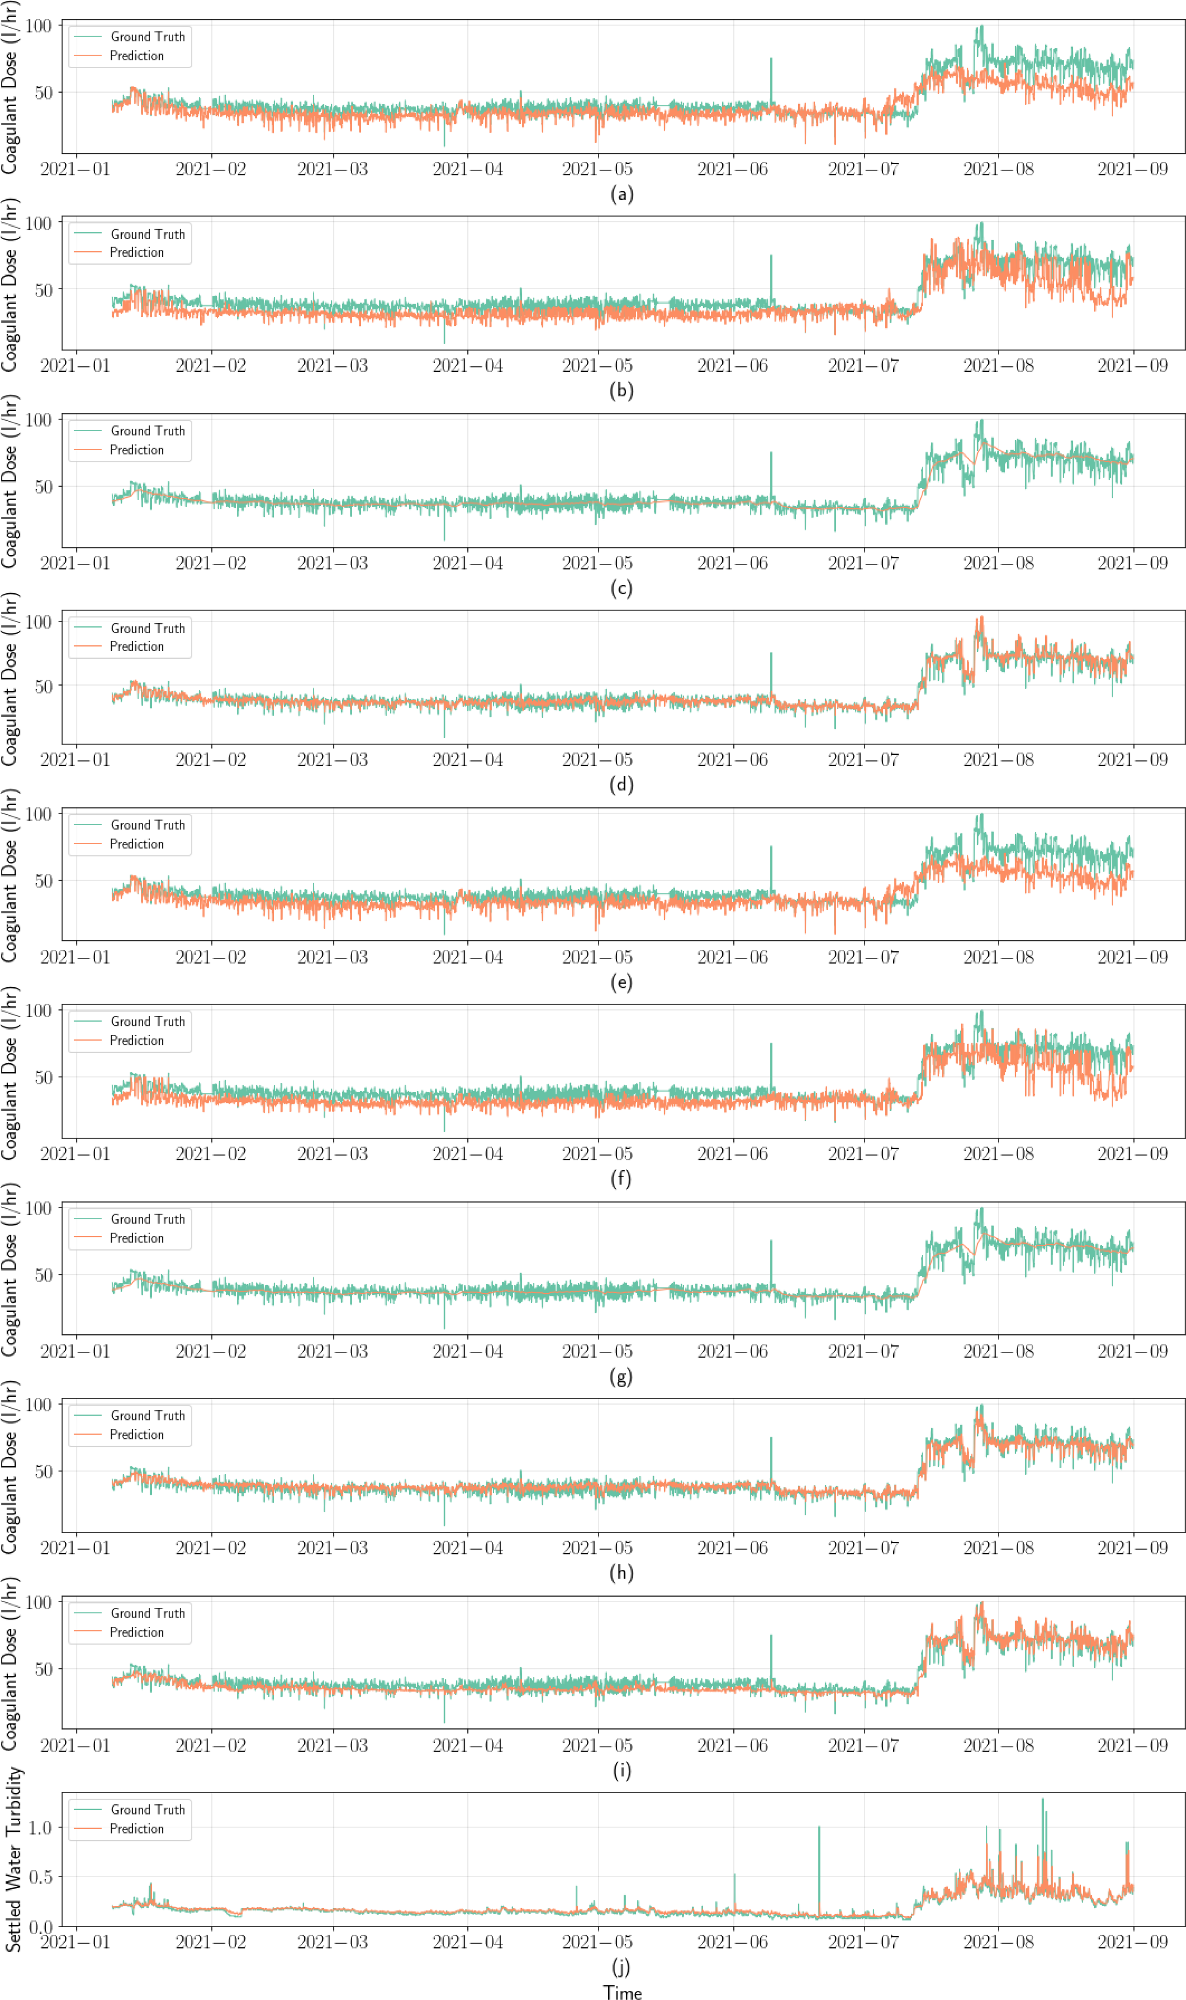 Coagulant Dose (l/hr)
100
50
Ground Truth
Prediction
2021−01 2021−02 2021−03 2021−04 2021−05 2021−06 2021−07 2021−08 2021−09
(a)
Coagulant Dose (l/hr)
100
50
Ground Truth
Prediction
2021−01 2021−02 2021−03 2021−04 2021−05 2021−06 2021−07 2021−08 2021−09
(b)
Coagulant Dose (l/hr)
100
50
Ground Truth
Prediction
2021−01 2021−02 2021−03 2021−04 2021−05 2021−06 2021−07 2021−08 2021−09
(c)
Coagulant Dose (l/hr)
100
50
Ground Truth
Prediction
2021−01 2021−02 2021−03 2021−04 2021−05 2021−06 2021−07 2021−08 2021−09
(d)
Coagulant Dose (l/hr)
100
50
Ground Truth
Prediction
2021−01 2021−02 2021−03 2021−04 2021−05 2021−06 2021−07 2021−08 2021−09
(e)
Coagulant Dose (l/hr)
100
50
Ground Truth
Prediction
2021−01 2021−02 2021−03 2021−04 2021−05 2021−06 2021−07 2021−08 2021−09
(f)
Coagulant Dose (l/hr)
100
50
Ground Truth
Prediction
2021−01 2021−02 2021−03 2021−04 2021−05 2021−06 2021−07 2021−08 2021−09
(g)
Coagulant Dose (l/hr)
100
50
Ground Truth
Prediction
2021−01 2021−02 2021−03 2021−04 2021−05 2021−06 2021−07 2021−08 2021−09
(h)
Coagulant Dose (l/hr)
100
50
Ground Truth
Prediction
2021−01 2021−02 2021−03 2021−04 2021−05 2021−06 2021−07 2021−08 2021−09
(i)
Settled Water Turbidity
1.0
0.5
0.0
Ground Truth
Prediction
2021−01 2021−02 2021−03 2021−04 2021−05 2021−06 2021−07 2021−08 2021−09
(j)
Time